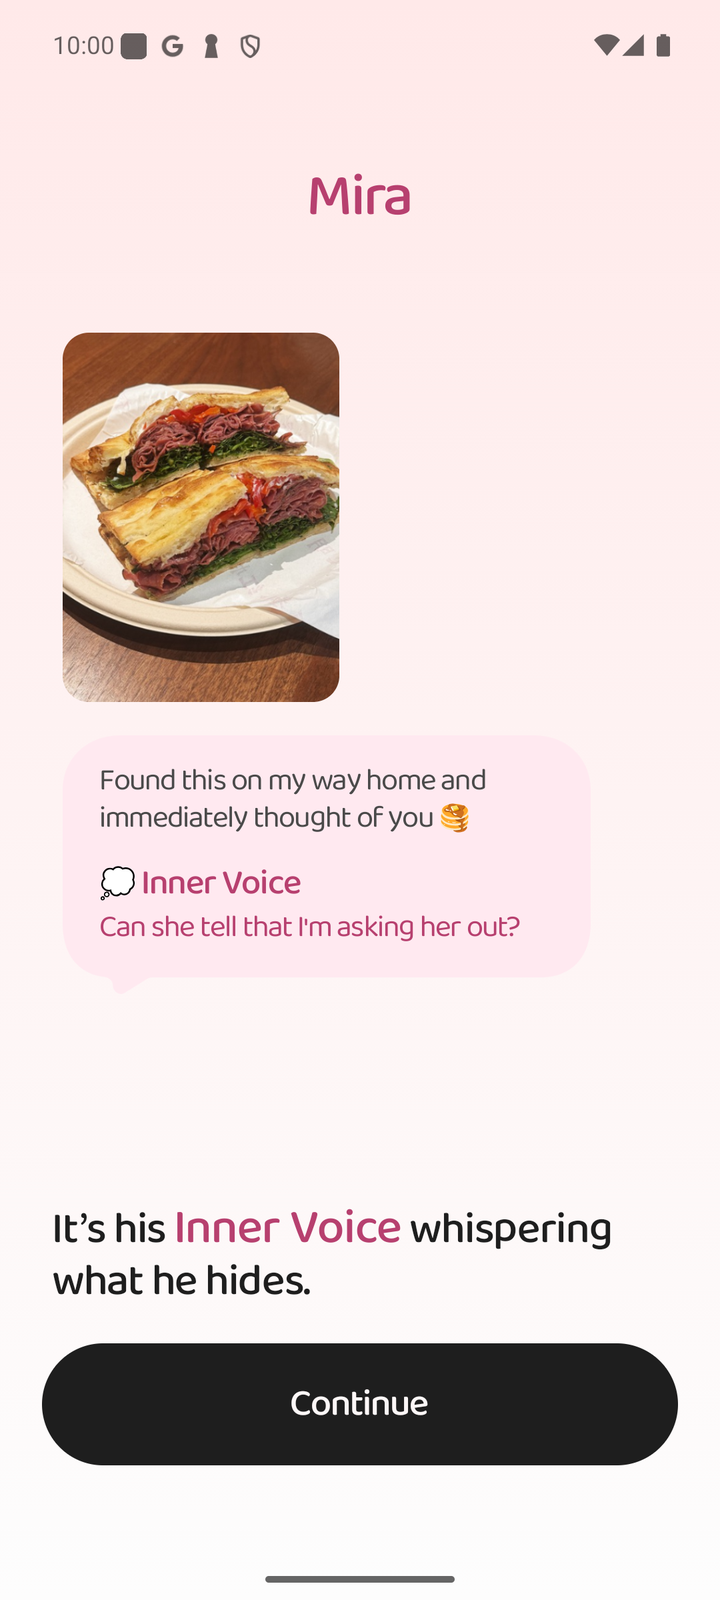 10:00
Mira
Found this on my way home and
immediately thought of you 🥞
💭 Inner Voice
Can she tell that I'm asking her out?
It’s his Inner Voice whispering
what he hides.
Continue